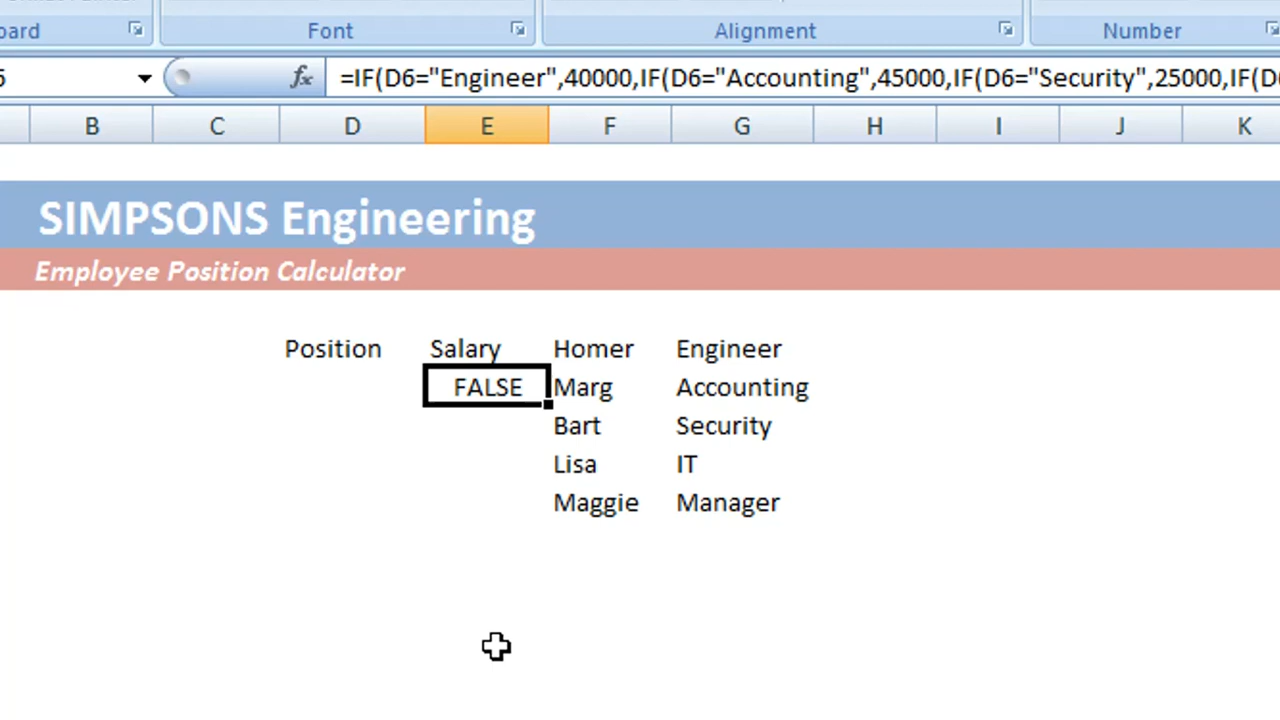 oard Font Alignment Number
=IF(D6="Engineer",40000,IF(D6="Accounting",45000,IF(D6="Security",25000,IF(D6
B C D E F G H I J K
SIMPSONS Engineering
Employee Position Calculator
Position Salary Homer Engineer
FALSE Marg Accounting
Bart Security
Lisa IT
Maggie Manager